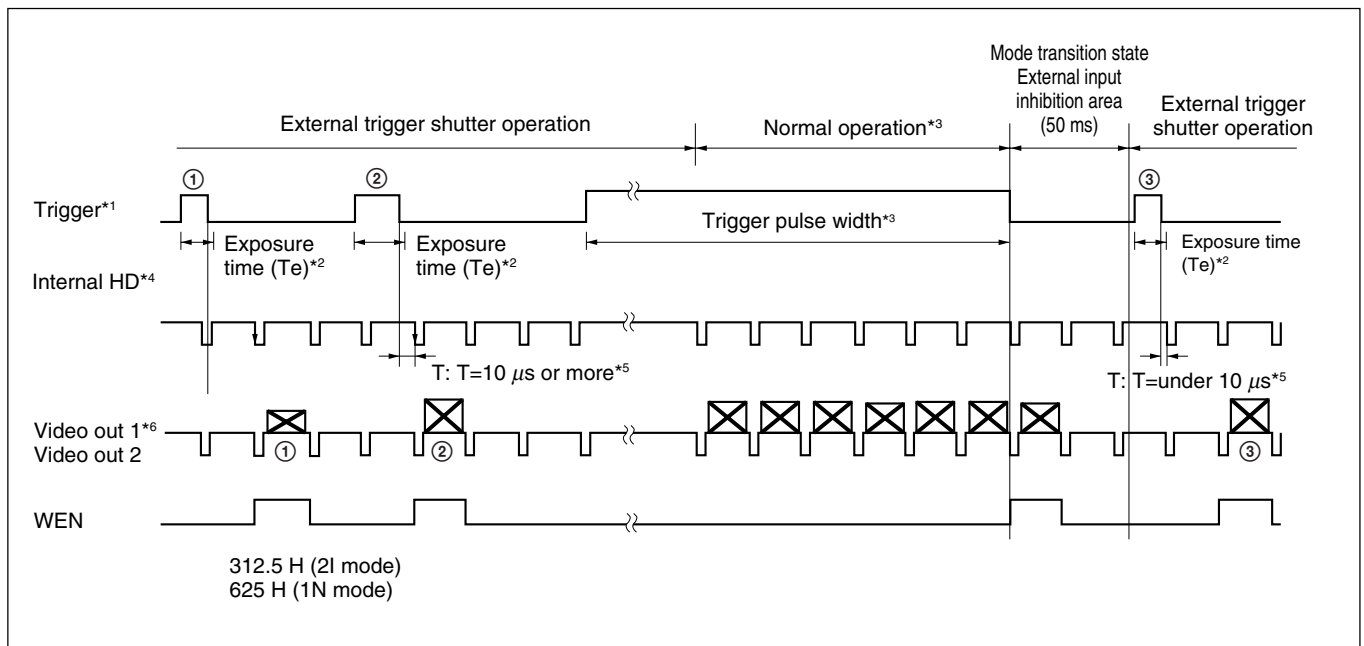 Mode transition state
External input
inhibition area
(50 ms)
External trigger shutter operation
Normal operation*3
External trigger
shutter operation
Trigger*1
①
②
③
Trigger pulse width*3
Exposure
time (Te)*2
Exposure
time (Te)*2
Exposure time
(Te)*2
Internal HD*4
T: T=10 μs or more*5
T: T=under 10 μs*5
Video out 1*6
Video out 2
①
②
③
WEN
312.5 H (2I mode)
625 H (1N mode)